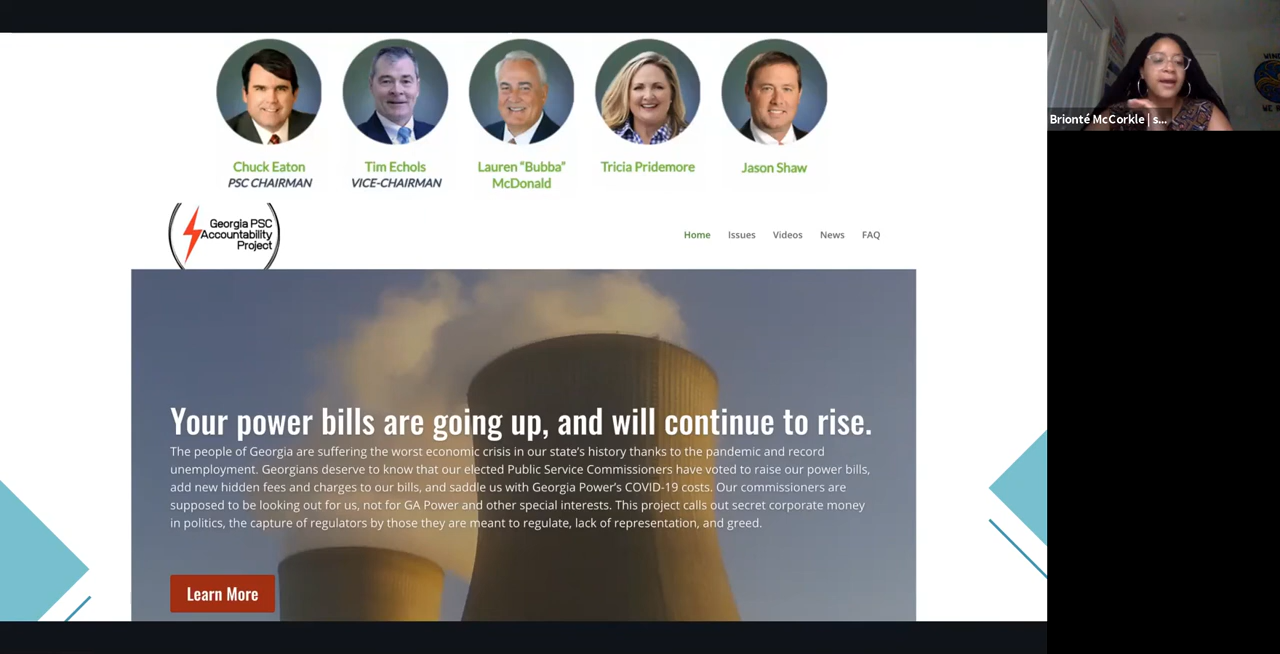 Chuck Eaton
PSC CHAIRMAN
Tim Echols
VICE-CHAIRMAN
Lauren “Bubba”
McDonald
Tricia Pridemore
Jason Shaw
Georgia PSC
Accountability
Project
Home
Issues
Videos
News
FAQ
Your power bills are going up, and will continue to rise.
The people of Georgia are suffering the worst economic crisis in our state’s history thanks to the pandemic and record
unemployment. Georgians deserve to know that our elected Public Service Commissioners have voted to raise our power bills,
add new hidden fees and charges to our bills, and saddle us with Georgia Power’s COVID-19 costs. Our commissioners are
supposed to be looking out for us, not for GA Power and other special interests. This project calls out secret corporate money
in politics, the capture of regulators by those they are meant to regulate, lack of representation, and greed.
Learn More
Brionté McCorkle | s...